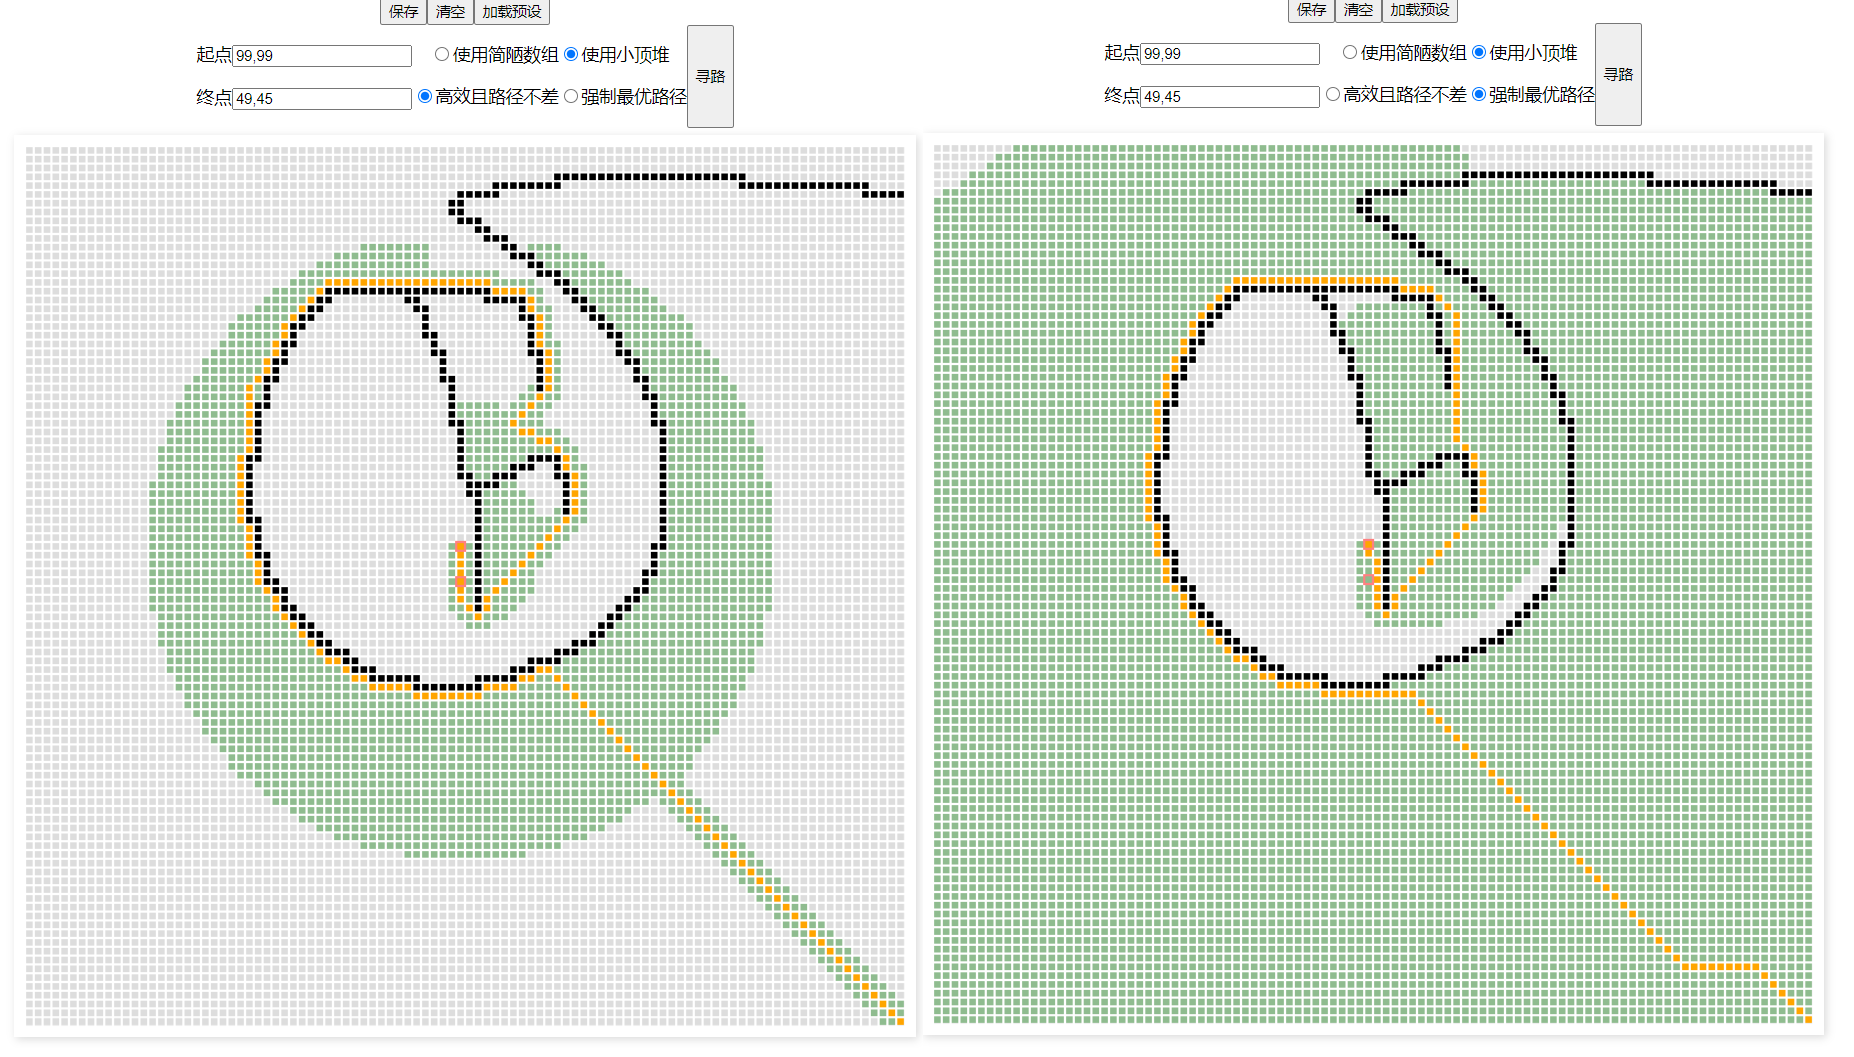 保存 清空 加载预设
起点 99,99 使用简陋数组 使用小顶堆
寻路
终点 49,45 高效且路径不差 强制最优路径
保存 清空 加载预设
起点 99,99 使用简陋数组 使用小顶堆
寻路
终点 49,45 高效且路径不差 强制最优路径